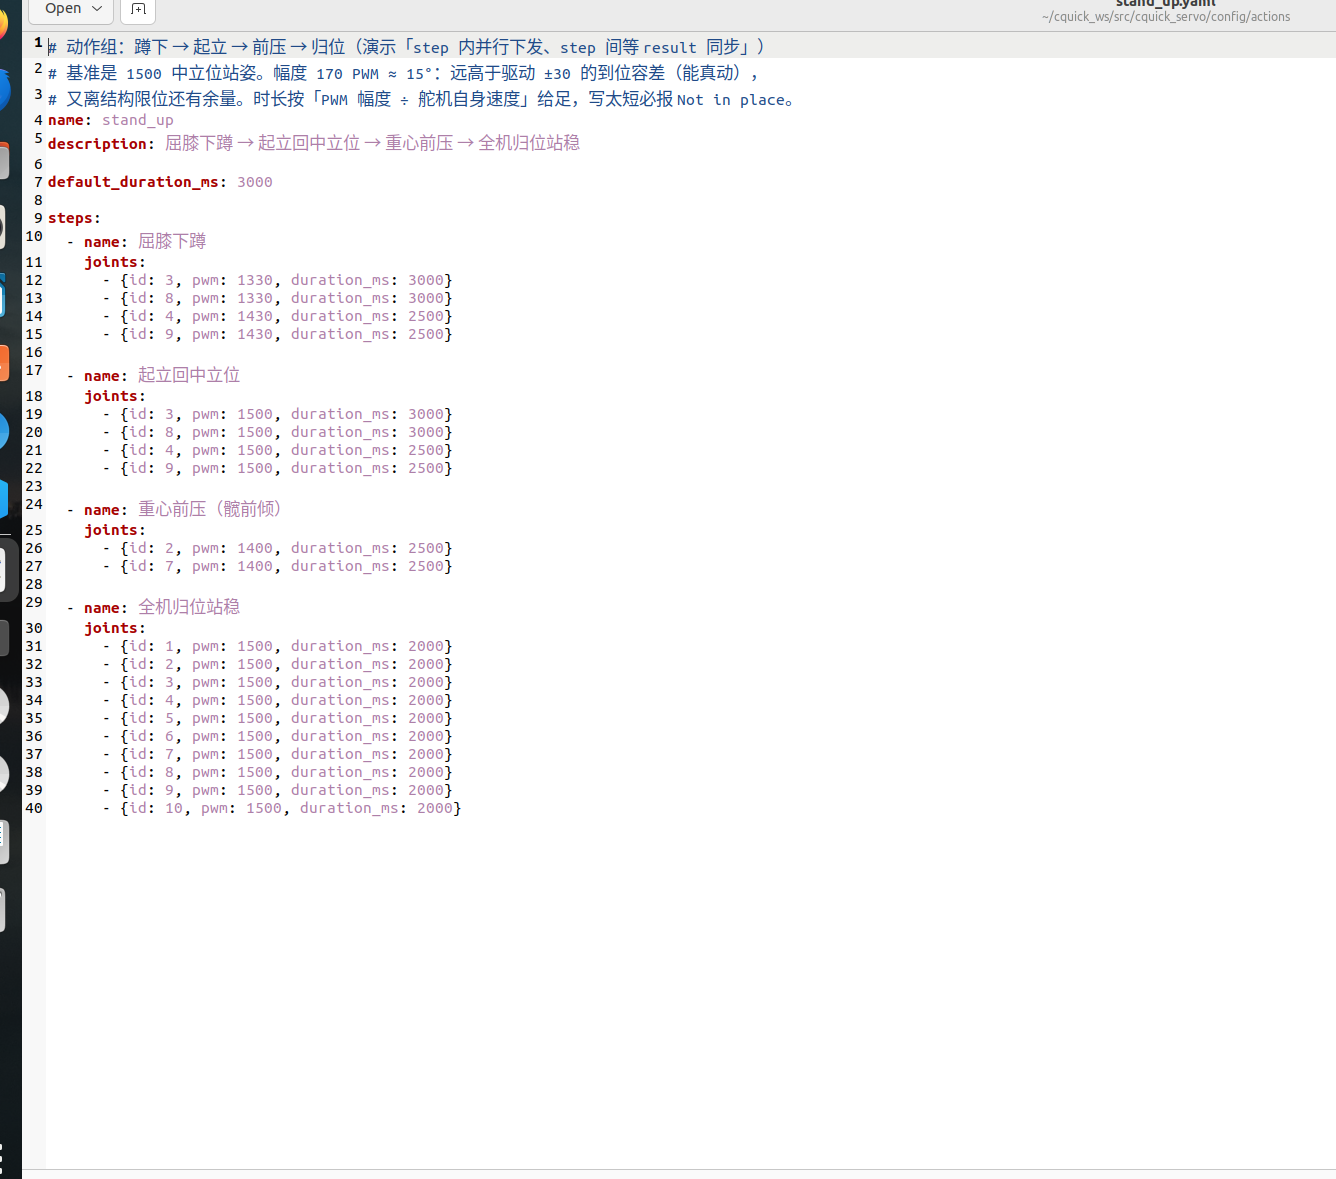 Open
stand_up.yaml
~/cquick_ws/src/cquick_servo/config/actions
1 # 动作组：蹲下 → 起立 → 前压 → 归位（演示「step 内并行下发、step 间等 result 同步」）
2 # 基准是 1500 中立位站姿。幅度 170 PWM ≈ 15°：远高于驱动 ±30 的到位容差（能真动），
3 # 又离结构限位还有余量。时长按「PWM 幅度 ÷ 舵机自身速度」给足，写太短必报 Not in place。
4 name: stand_up
5 description: 屈膝下蹲 → 起立回中立位 → 重心前压 → 全机归位站稳
6
7 default_duration_ms: 3000
8
9 steps:
10   - name: 屈膝下蹲
11     joints:
12       - {id: 3, pwm: 1330, duration_ms: 3000}
13       - {id: 8, pwm: 1330, duration_ms: 3000}
14       - {id: 4, pwm: 1430, duration_ms: 2500}
15       - {id: 9, pwm: 1430, duration_ms: 2500}
16
17   - name: 起立回中立位
18     joints:
19       - {id: 3, pwm: 1500, duration_ms: 3000}
20       - {id: 8, pwm: 1500, duration_ms: 3000}
21       - {id: 4, pwm: 1500, duration_ms: 2500}
22       - {id: 9, pwm: 1500, duration_ms: 2500}
23
24   - name: 重心前压（髋前倾）
25     joints:
26       - {id: 2, pwm: 1400, duration_ms: 2500}
27       - {id: 7, pwm: 1400, duration_ms: 2500}
28
29   - name: 全机归位站稳
30     joints:
31       - {id: 1, pwm: 1500, duration_ms: 2000}
32       - {id: 2, pwm: 1500, duration_ms: 2000}
33       - {id: 3, pwm: 1500, duration_ms: 2000}
34       - {id: 4, pwm: 1500, duration_ms: 2000}
35       - {id: 5, pwm: 1500, duration_ms: 2000}
36       - {id: 6, pwm: 1500, duration_ms: 2000}
37       - {id: 7, pwm: 1500, duration_ms: 2000}
38       - {id: 8, pwm: 1500, duration_ms: 2000}
39       - {id: 9, pwm: 1500, duration_ms: 2000}
40       - {id: 10, pwm: 1500, duration_ms: 2000}